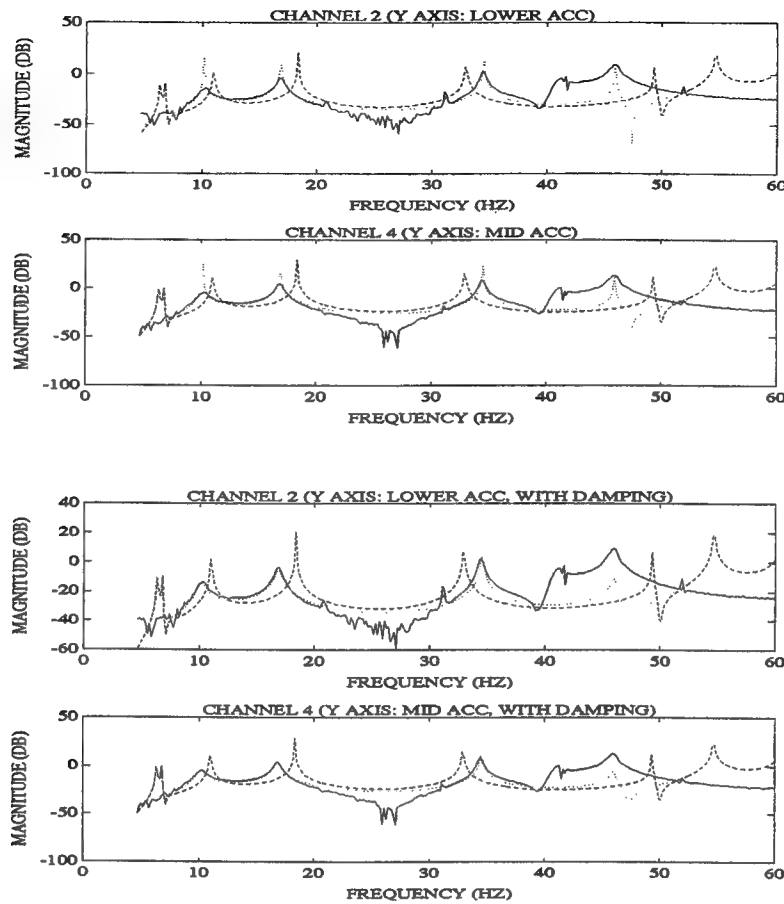 CHANNEL 2 (Y AXIS: LOWER ACC)
50
0
-50
-100
MAGNITUDE (DB)
0 10 20 30 40 50 60
FREQUENCY (HZ)
CHANNEL 4 (Y AXIS: MID ACC)
50
0
-50
-100
MAGNITUDE (DB)
0 10 20 30 40 50 60
FREQUENCY (HZ)
CHANNEL 2 (Y AXIS: LOWER ACC, WITH DAMPING)
40
20
0
-20
-40
-60
MAGNITUDE (DB)
0 10 20 30 40 50 60
FREQUENCY (HZ)
CHANNEL 4 (Y AXIS: MID ACC, WITH DAMPING)
50
0
-50
-100
MAGNITUDE (DB)
0 10 20 30 40 50 60
FREQUENCY (HZ)